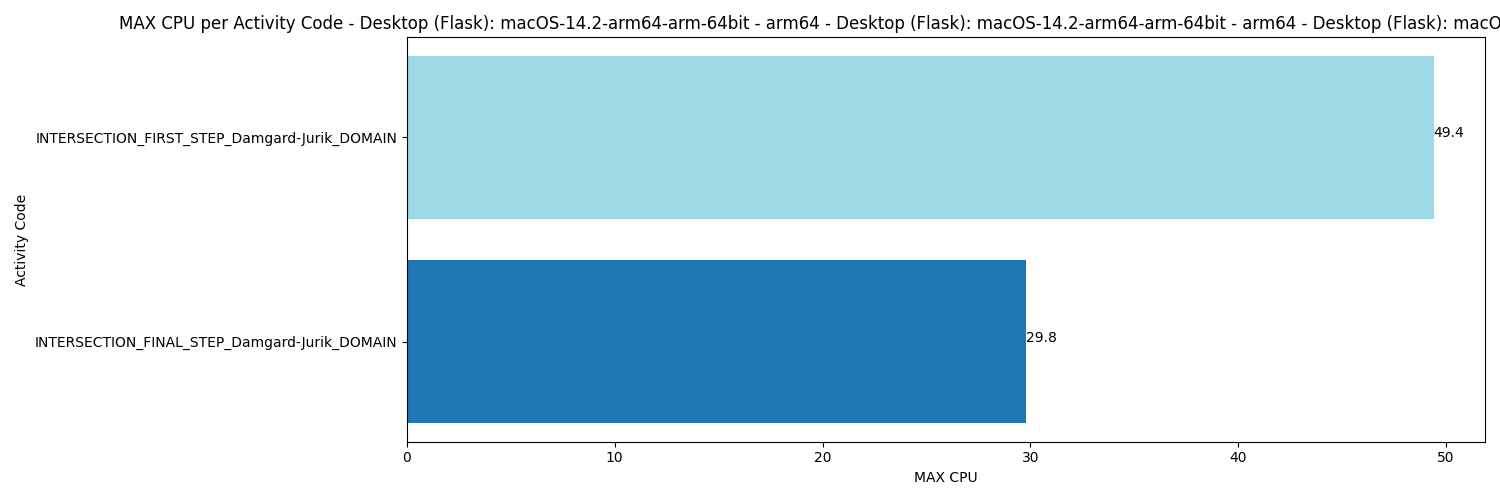 MAX CPU per Activity Code - Desktop (Flask): macOS-14.2-arm64-arm-64bit - arm64 - Desktop (Flask): macOS-14.2-arm64-arm-64bit - arm64 - Desktop (Flask): macO
INTERSECTION_FIRST_STEP_Damgard-Jurik_DOMAIN
49.4
Activity Code
INTERSECTION_FINAL_STEP_Damgard-Jurik_DOMAIN
29.8
0 10 20 30 40 50
MAX CPU